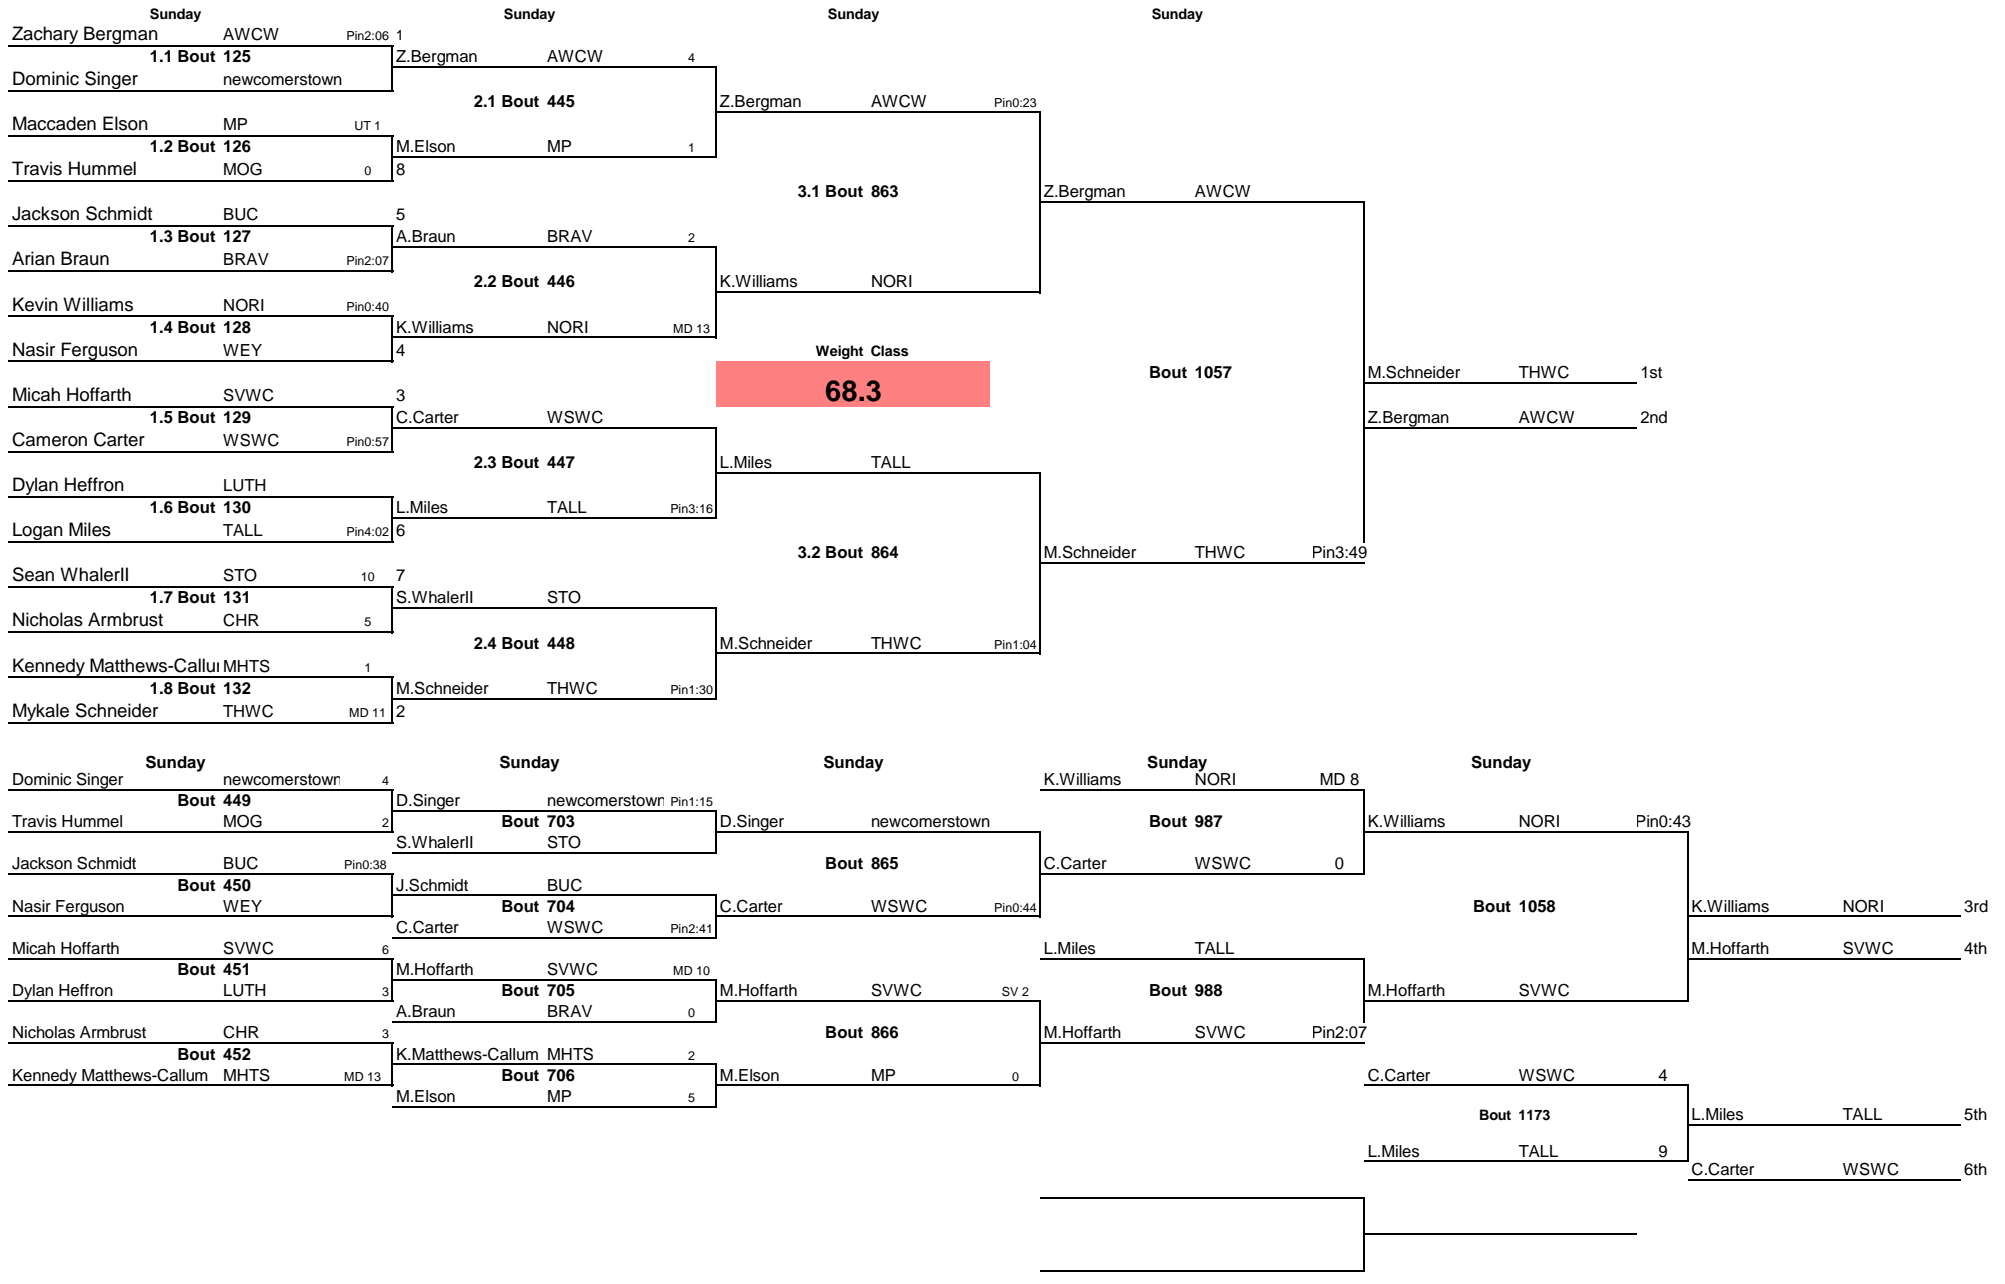 Sunday Sunday Sunday Sunday
Zachary Bergman AWCW Pin2:06 1
1.1 Bout 125 Z.Bergman AWCW 4
Dominic Singer newcomerstown
2.1 Bout 445 Z.Bergman AWCW Pin0:23
Maccaden Elson MP UT 1
1.2 Bout 126 M.Elson MP 1
Travis Hummel MOG 0 8
3.1 Bout 863 Z.Bergman AWCW
Jackson Schmidt BUC 5
1.3 Bout 127 A.Braun BRAV 2
Arian Braun BRAV Pin2:07
2.2 Bout 446 K.Williams NORI
Kevin Williams NORI Pin0:40
1.4 Bout 128 K.Williams NORI MD 13
Nasir Ferguson WEY 4 Weight Class
Bout 1057 M.Schneider THWC 1st
Micah Hoffarth SVWC 3 68.3
1.5 Bout 129 C.Carter WSWC Z.Bergman AWCW 2nd
Cameron Carter WSWC Pin0:57
2.3 Bout 447 L.Miles TALL
Dylan Heffron LUTH
1.6 Bout 130 L.Miles TALL Pin3:16
Logan Miles TALL Pin4:02 6
3.2 Bout 864 M.Schneider THWC Pin3:49
Sean WhalerII STO 10 7
1.7 Bout 131 S.WhalerII STO
Nicholas Armbrust CHR 5
2.4 Bout 448 M.Schneider THWC Pin1:04
Kennedy Matthews-Callu MHTS 1
1.8 Bout 132 M.Schneider THWC Pin1:30
Mykale Schneider THWC MD 11 2
Sunday Sunday Sunday Sunday Sunday
Dominic Singer newcomerstown 4 K.Williams NORI MD 8
Bout 449 D.Singer newcomerstown Pin1:15
Travis Hummel MOG 2 Bout 703 D.Singer newcomerstown Bout 987 K.Williams NORI Pin0:43
S.WhalerII STO
Jackson Schmidt BUC Pin0:38 Bout 865 C.Carter WSWC 0
Bout 450 J.Schmidt BUC
Nasir Ferguson WEY Bout 704 C.Carter WSWC Pin0:44 Bout 1058 K.Williams NORI 3rd
C.Carter WSWC Pin2:41
Micah Hoffarth SVWC 6 L.Miles TALL M.Hoffarth SVWC 4th
Bout 451 M.Hoffarth SVWC MD 10
Dylan Heffron LUTH 3 Bout 705 M.Hoffarth SVWC SV 2 Bout 988 M.Hoffarth SVWC
A.Braun BRAV 0
Nicholas Armbrust CHR 3 Bout 866 M.Hoffarth SVWC Pin2:07
Bout 452 K.Matthews-Callum MHTS 2
Kennedy Matthews-Callum MHTS MD 13 Bout 706 M.Elson MP 0 C.Carter WSWC 4
M.Elson MP 5
Bout 1173 L.Miles TALL 5th
L.Miles TALL 9
C.Carter WSWC 6th